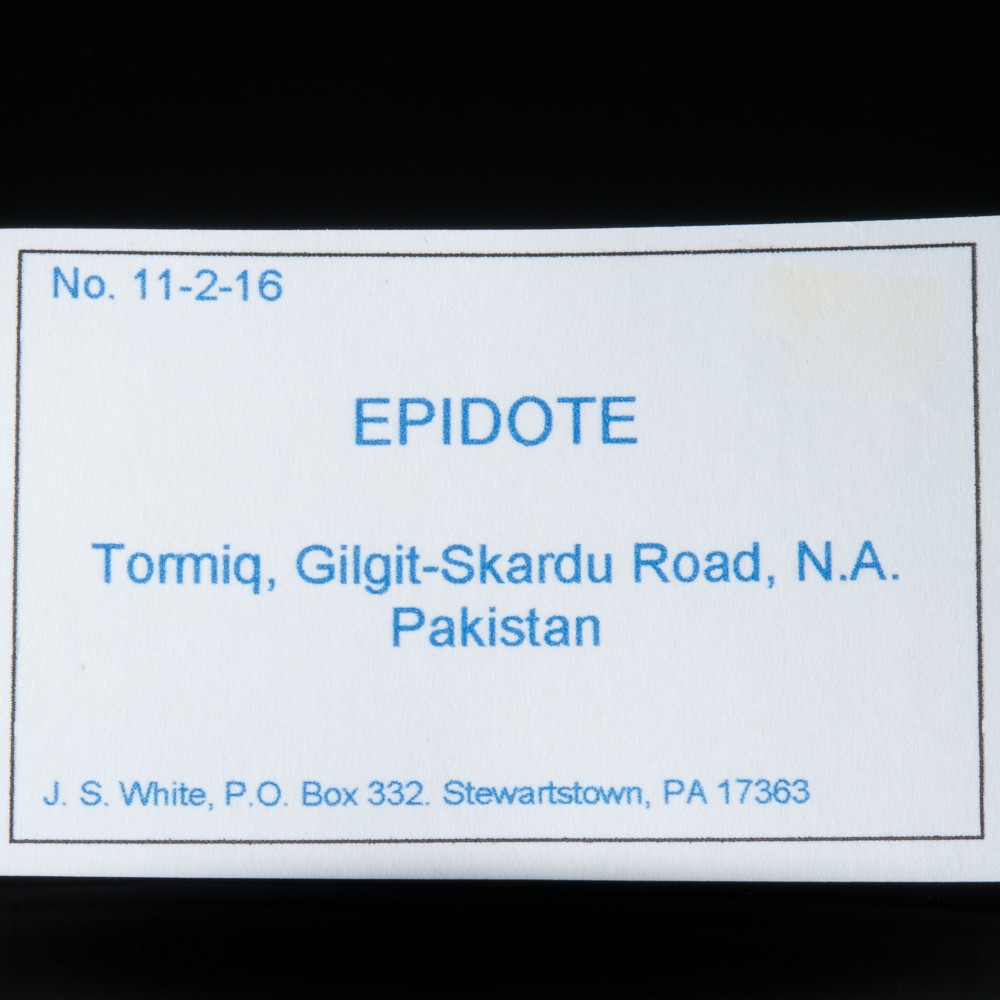 No. 11-2-16
EPIDOTE
Tormiq, Gilgit-Skardu Road, N.A.
Pakistan
J. S. White, P.O. Box 332. Stewartstown, PA 17363